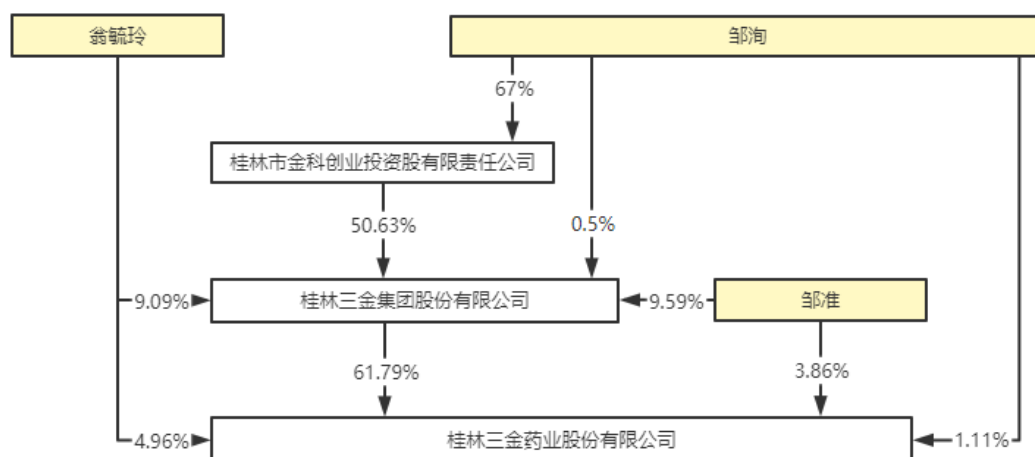 翁毓玲
邹洵
67%
桂林市金科创业投资股有限责任公司
50.63%
0.5%
9.09%
桂林三金集团股份有限公司
9.59%
邹准
61.79%
3.86%
4.96%
桂林三金药业股份有限公司
1.11%